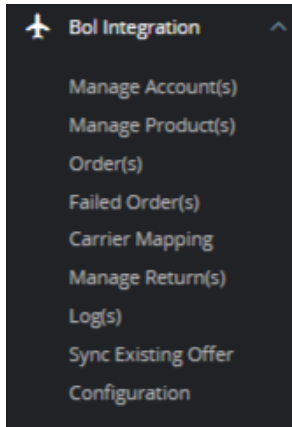 Bol Integration
Manage Account(s)
Manage Product(s)
Order(s)
Failed Order(s)
Carrier Mapping
Manage Return(s)
Log(s)
Sync Existing Offer
Configuration